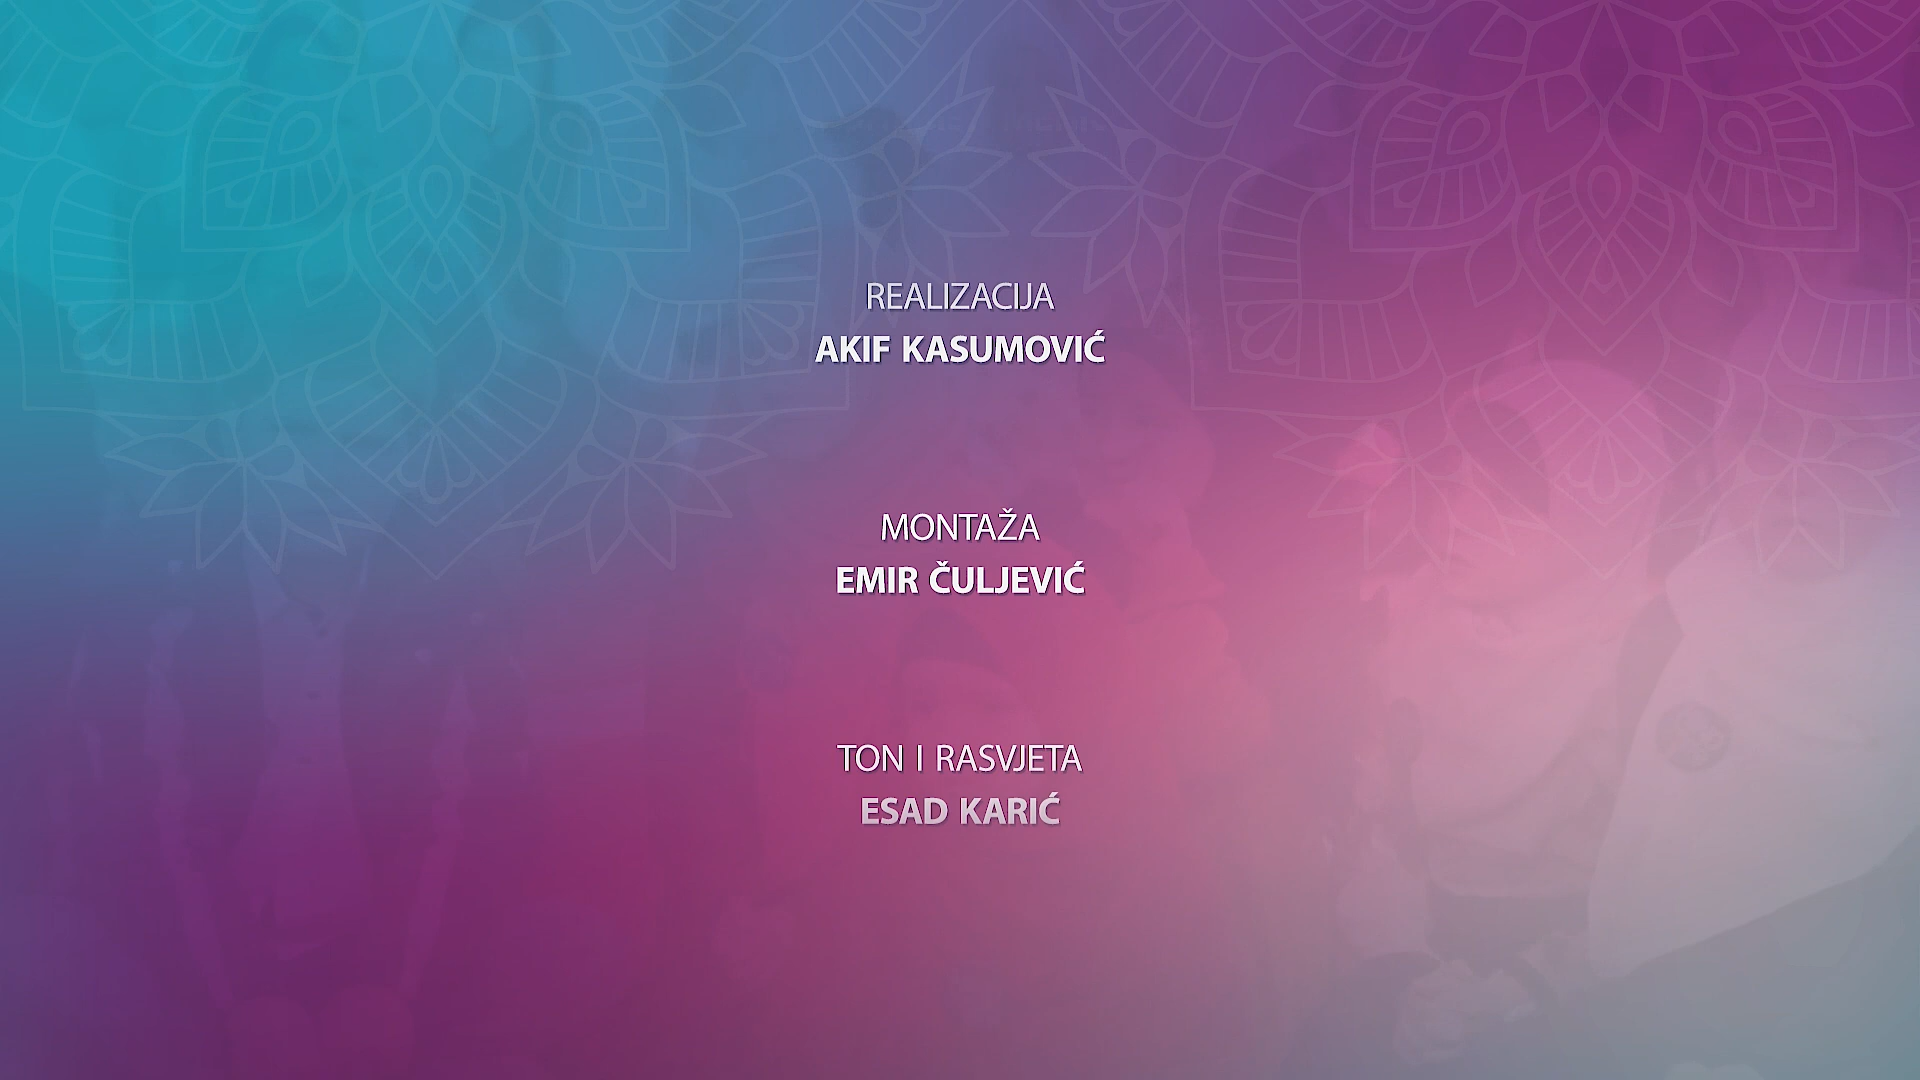 REALIZACIJA
AKIF KASUMOVIĆ
MONTAŽA
EMIR ČULJEVIĆ
TON I RASVJETA
ESAD KARIĆ